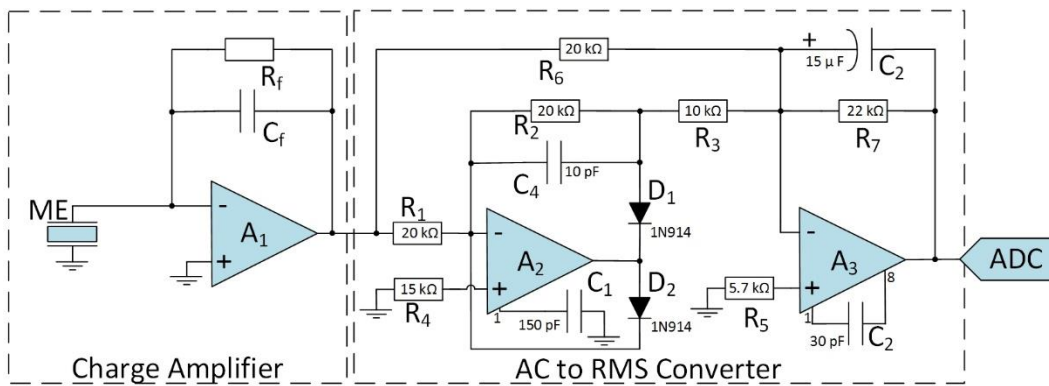 20 kΩ
R6
+
15 μ F
C2
Rf
Cf
20 kΩ
R2
10 kΩ
R3
22 kΩ
R7
C4
10 pF
D1
1N914
ME
-
+
A1
R1
20 kΩ
-
+
A2
1
15 kΩ
R4
C1
150 pF
D2
1N914
-
+
A3
1
8
5.7 kΩ
R5
30 pF
C2
ADC
Charge Amplifier
AC to RMS Converter